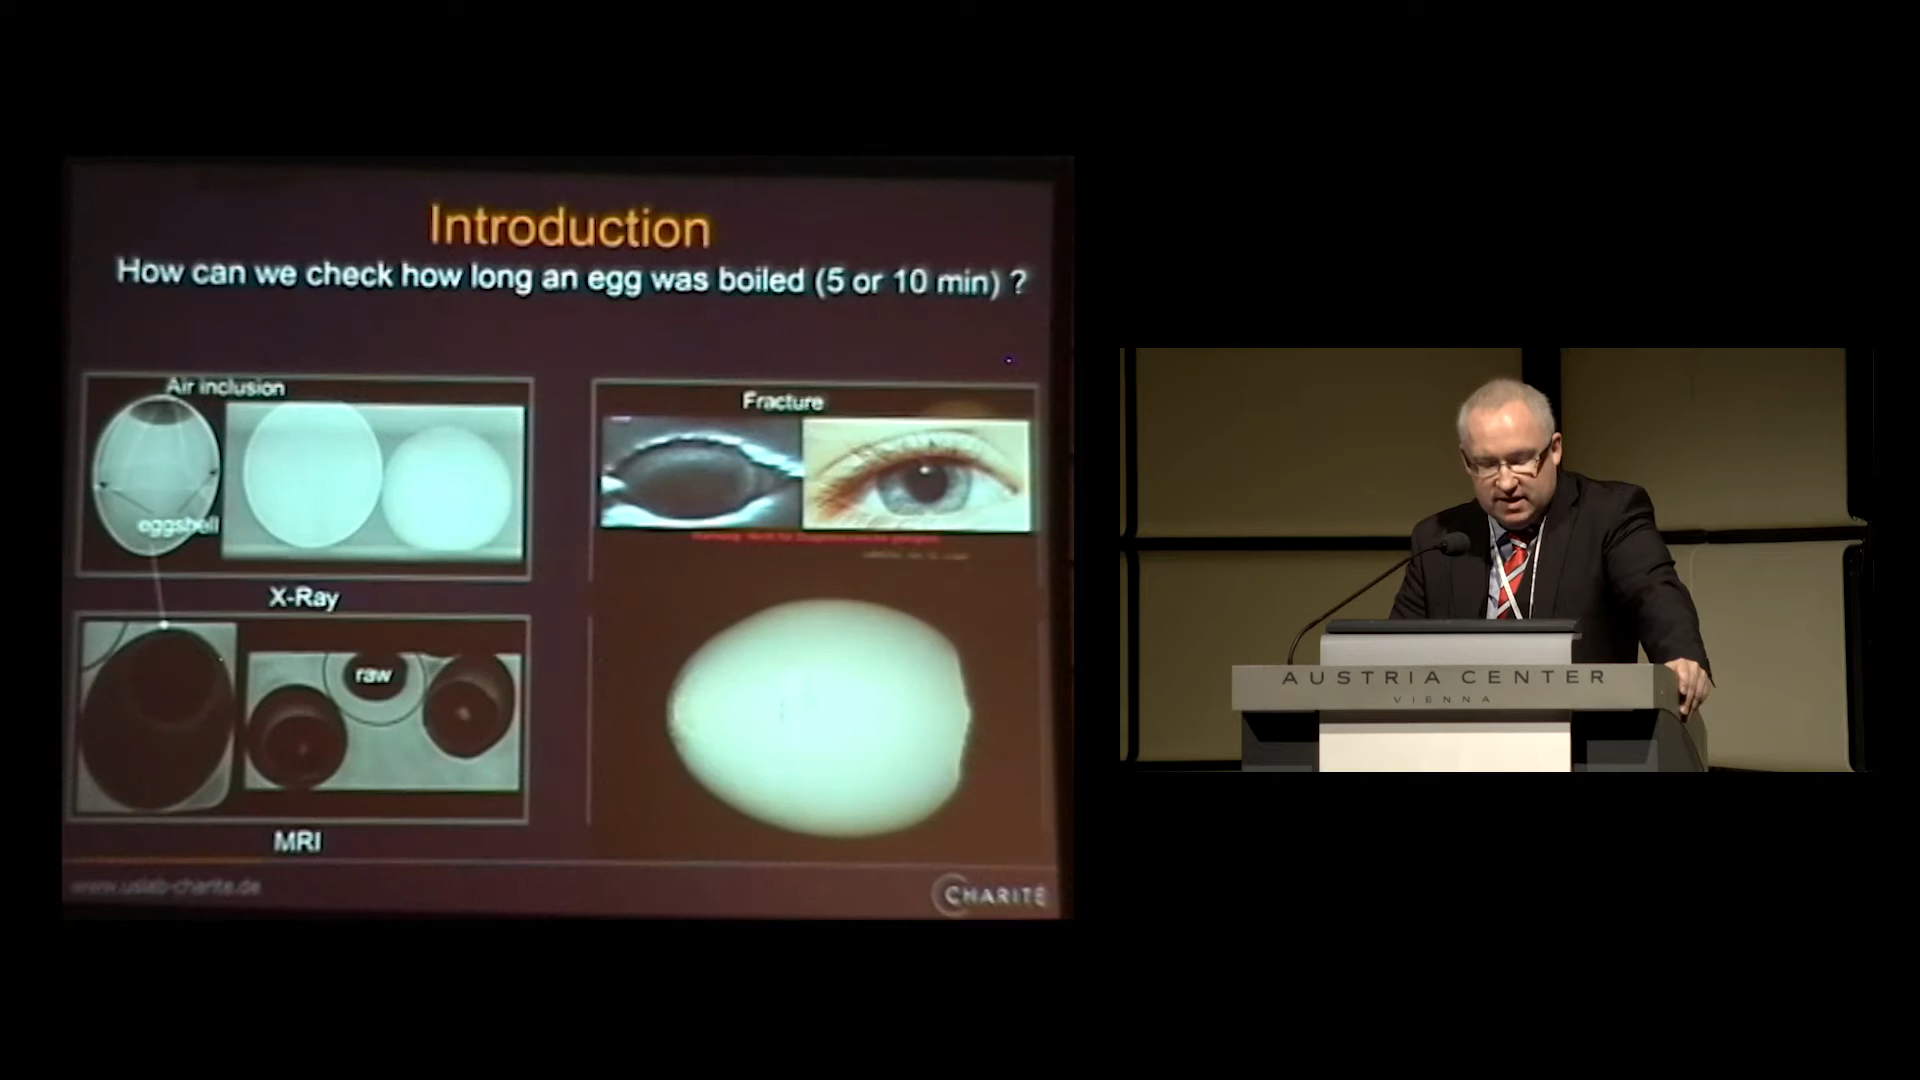 Introduction
How can we check how long an egg was boiled (5 or 10 min) ?
Air inclusion
eggshell
X-Ray
raw
MRI
Fracture
www.uslab-charite.de
CHARITÉ
AUSTRIA CENTER
VIENNA